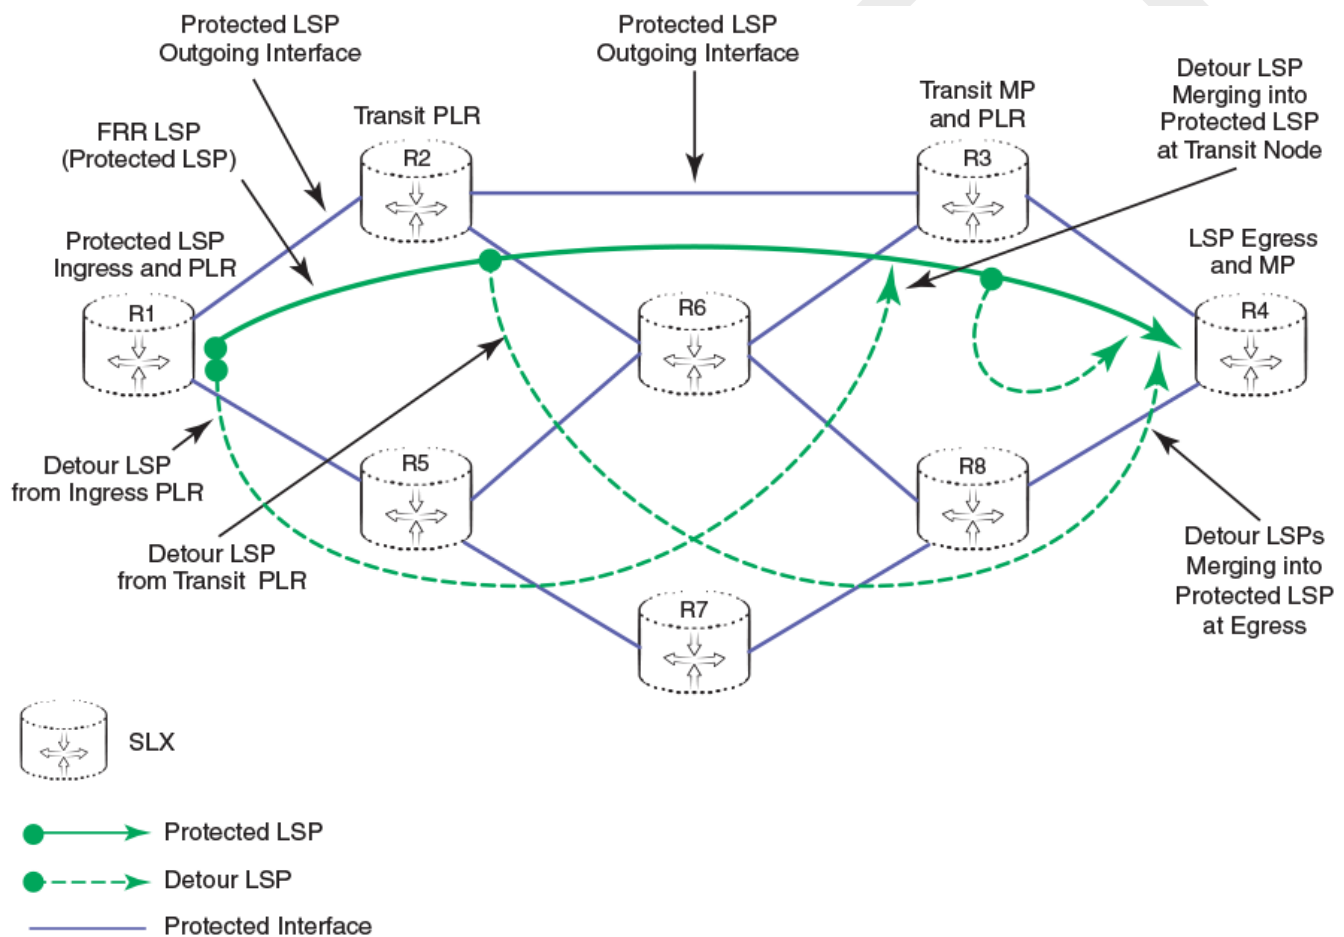 Protected LSP
Outgoing Interface
Protected LSP
Outgoing Interface
Detour LSP
Merging into
Protected LSP
at Transit Node
Transit MP
and PLR
Transit PLR
FRR LSP
(Protected LSP)
R2
R3
Protected LSP
Ingress and PLR
LSP Egress
and MP
R1
R6
R4
R5
R8
Detour LSP
from Ingress PLR
Detour LSP
from Transit PLR
Detour LSPs
Merging into
Protected LSP
at Egress
R7
SLX
Protected LSP
Detour LSP
Protected Interface